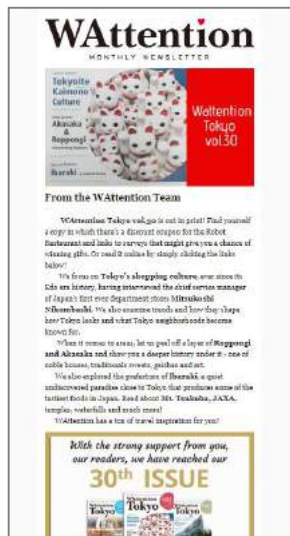 WAttention
MONTHLY NEWSLETTER
Tokyoite
Kaimono
Culture
Akasaka
&
Roppongi
Ibaraki
Wattention
Tokyo
vol.30
From the WAttention Team
WAttention Tokyo vol.30 is out in print! Find yourself
a copy in which there's a discount coupon for the Robot
Restaurant and links to surveys that might give you a chance of
winning gifts. Or read it online by simply clicking the links
below!
We focus on Tokyo's shopping culture, ever since its
Edo era history, having interviewed the chief service manager
of Japan's first ever department store: Mitsukoshi
Nihombashi. We also examine trends and how they shape
how Tokyo looks and what Tokyo neighborhoods become
known for.
When it comes to areas, let us peel off a layer of Roppongi
and Akasaka and show you a deeper history under it - one of
noble houses, traditional sweets, geishas and art.
We also explored the prefecture of Ibaraki, a quiet
undiscovered paradise close to Tokyo that produces some of the
tastiest foods in Japan. Read about Mt. Tsukuba, JAXA,
temples, waterfalls and much more!
WAttention has a ton of travel inspiration for you!
With the strong support from you,
our readers, we have reached our
30th ISSUE
WAttention
Tokyo